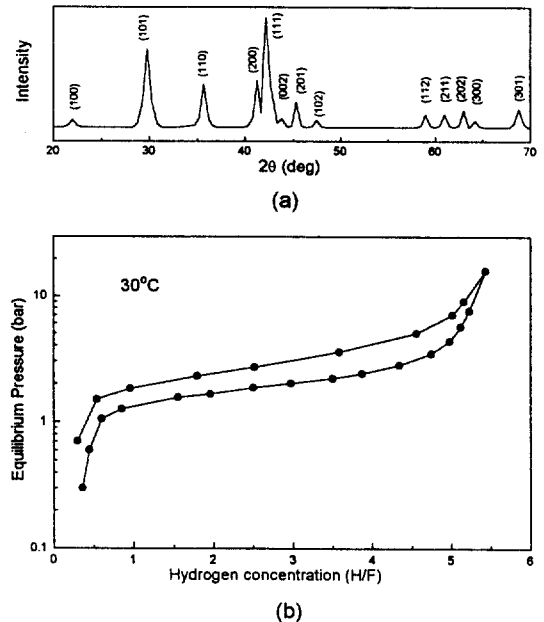 Intensity
(100)
(101)
(110)
(200)
(111)
(002)
(201)
(102)
(112)
(211)
(202)
(300)
(301)
20 30 40 50 60 70
2θ (deg)
(a)
30°C
Equilibrium Pressure (bar)
10
1
0.1
0 1 2 3 4 5 6
Hydrogen concentration (H/F)
(b)